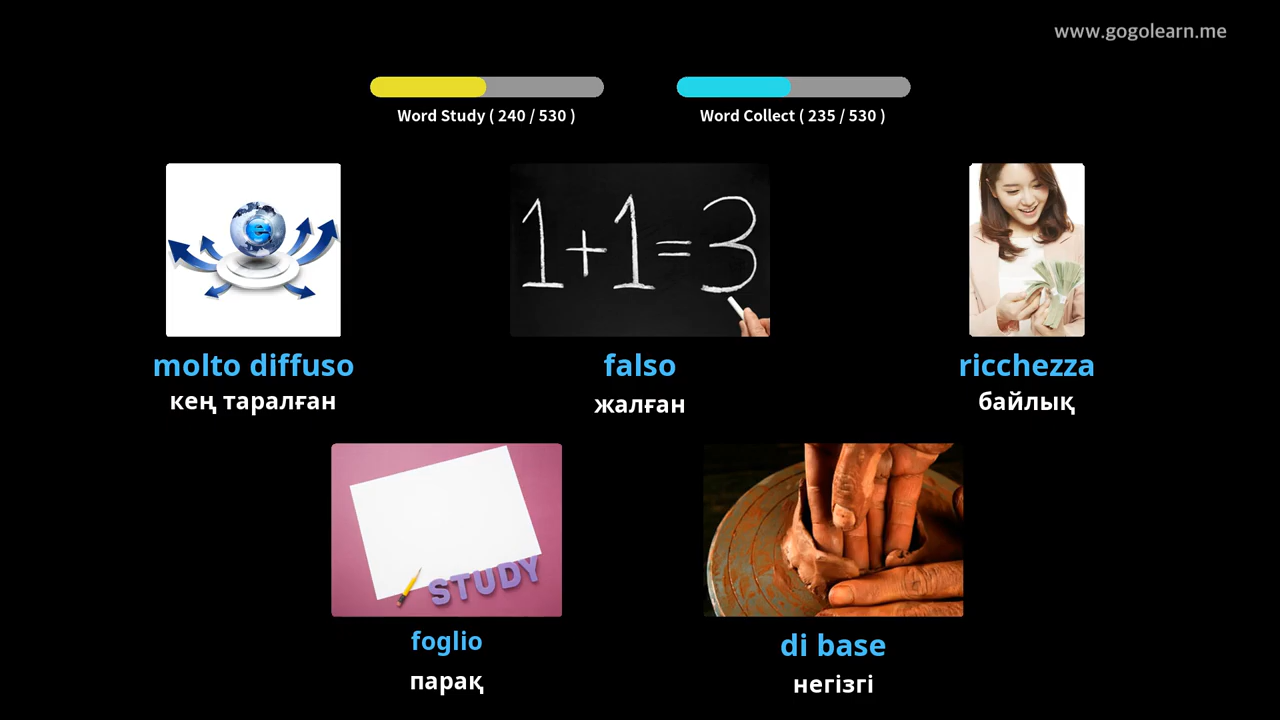 www.gogolearn.me
Word Study ( 240 / 530 )
Word Collect ( 235 / 530 )
e
1+1=3
molto diffuso
кең таралған
falso
жалған
ricchezza
байлық
STUDY
foglio
парақ
di base
негізгі